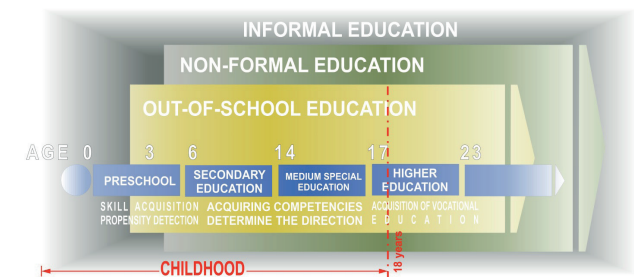 INFORMAL EDUCATION
NON-FORMAL EDUCATION
OUT-OF-SCHOOL EDUCATION
AGE 0 3 6 14 17 23
PRESCHOOL
SECONDARY
EDUCATION
MEDIUM SPECIAL
EDUCATION
HIGHER
EDUCATION
SKILL ACQUISITION
PROPENSITY DETECTION
ACQUIRING COMPETENCIES
DETERMINE THE DIRECTION
ACQUISITION OF VOCATIONAL
EDUCATION
CHILDHOOD
18 years